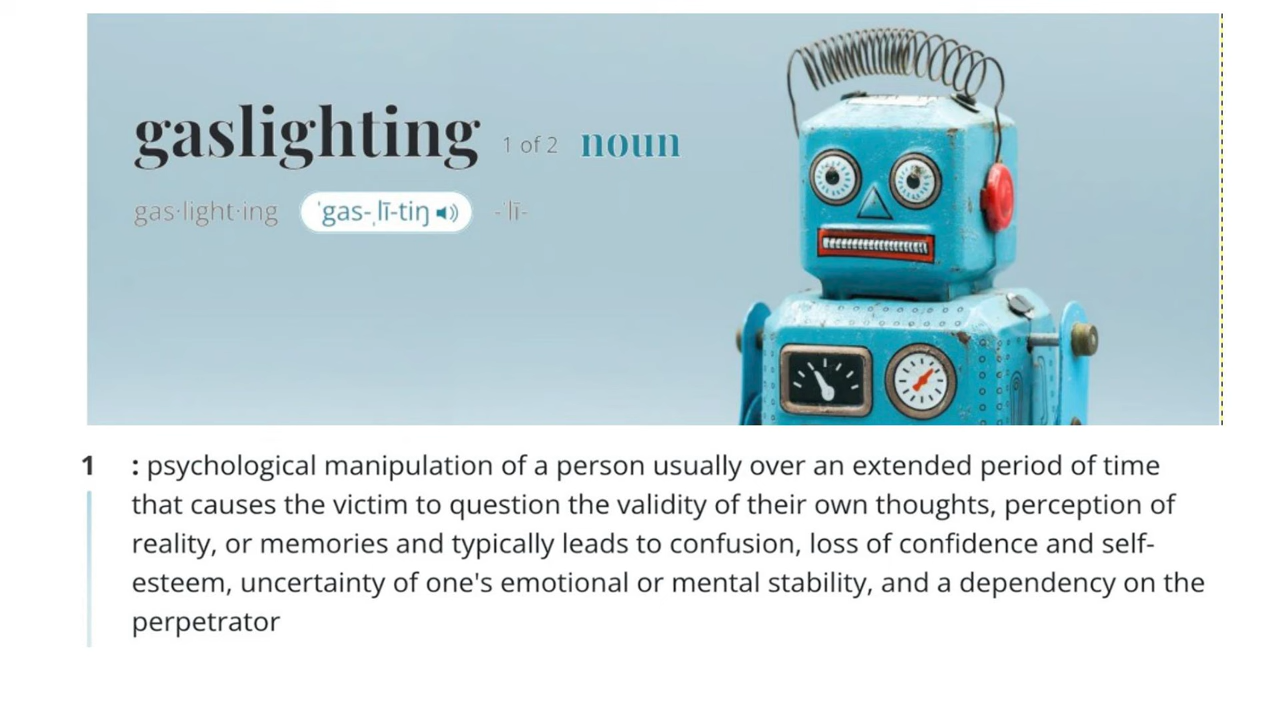 gaslighting 1 of 2 noun
gas·light·ing ˈgas-ˌlī-tiŋ -ˈlī-
1 : psychological manipulation of a person usually over an extended period of time
that causes the victim to question the validity of their own thoughts, perception of
reality, or memories and typically leads to confusion, loss of confidence and self-
esteem, uncertainty of one's emotional or mental stability, and a dependency on the
perpetrator